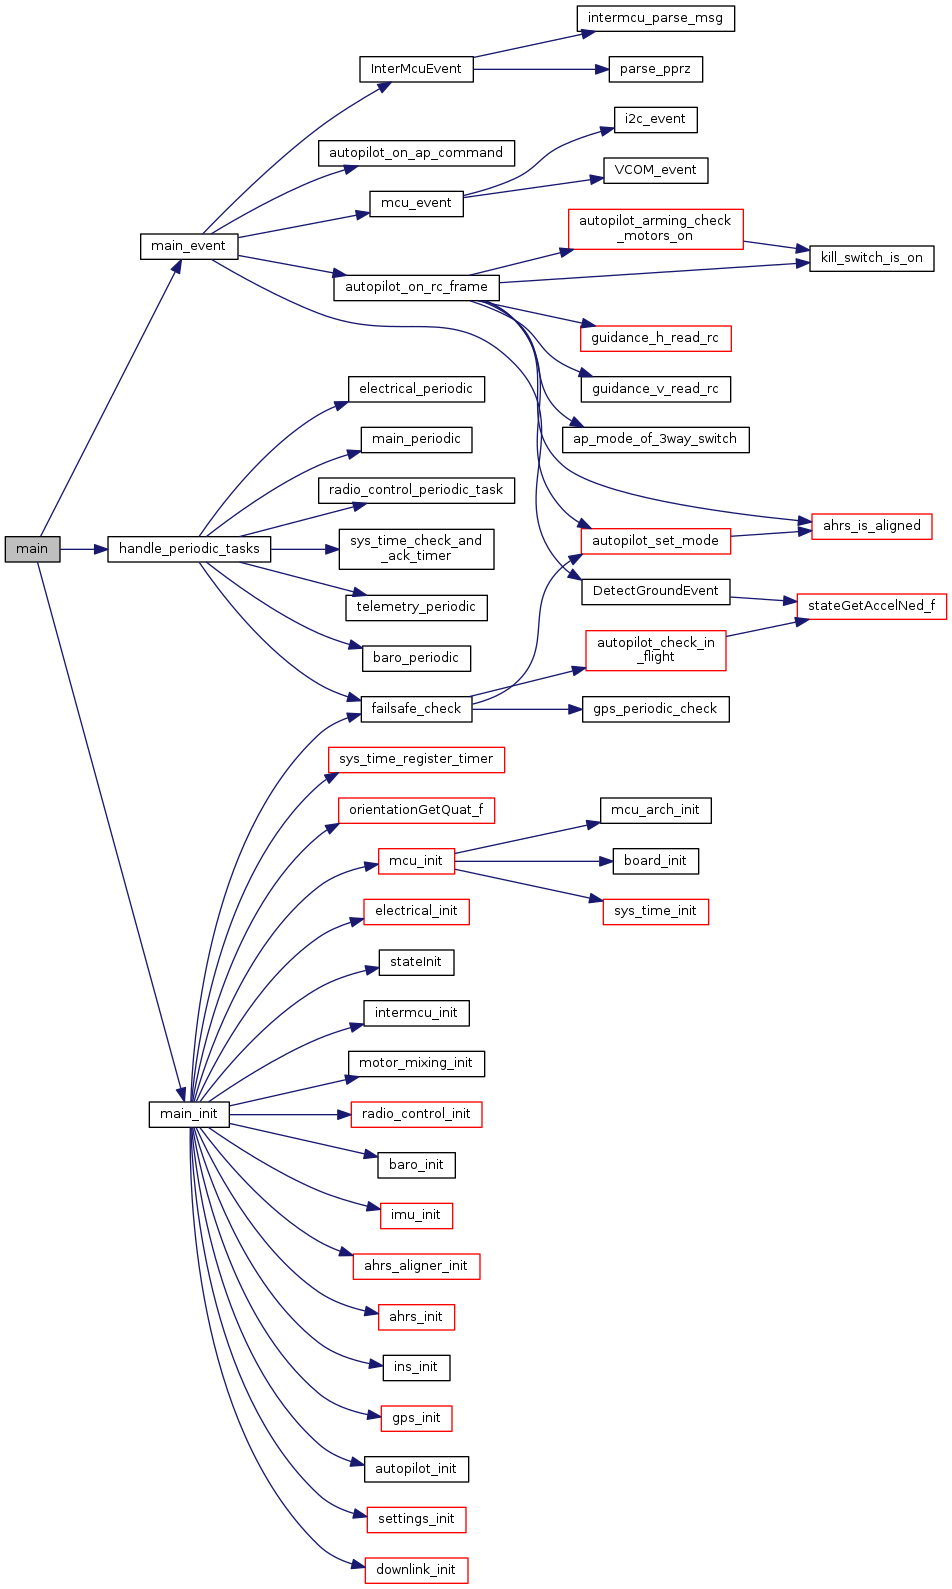 intermcu_parse_msg
InterMcuEvent
parse_pprz
i2c_event
autopilot_on_ap_command
VCOM_event
mcu_event
autopilot_arming_check
_motors_on
main_event
kill_switch_is_on
autopilot_on_rc_frame
guidance_h_read_rc
electrical_periodic
guidance_v_read_rc
main_periodic
ap_mode_of_3way_switch
radio_control_periodic_task
ahrs_is_aligned
main
handle_periodic_tasks
sys_time_check_and
_ack_timer
autopilot_set_mode
DetectGroundEvent
telemetry_periodic
stateGetAccelNed_f
baro_periodic
autopilot_check_in
_flight
failsafe_check
gps_periodic_check
sys_time_register_timer
orientationGetQuat_f
mcu_arch_init
mcu_init
board_init
electrical_init
sys_time_init
stateInit
intermcu_init
motor_mixing_init
main_init
radio_control_init
baro_init
imu_init
ahrs_aligner_init
ahrs_init
ins_init
gps_init
autopilot_init
settings_init
downlink_init